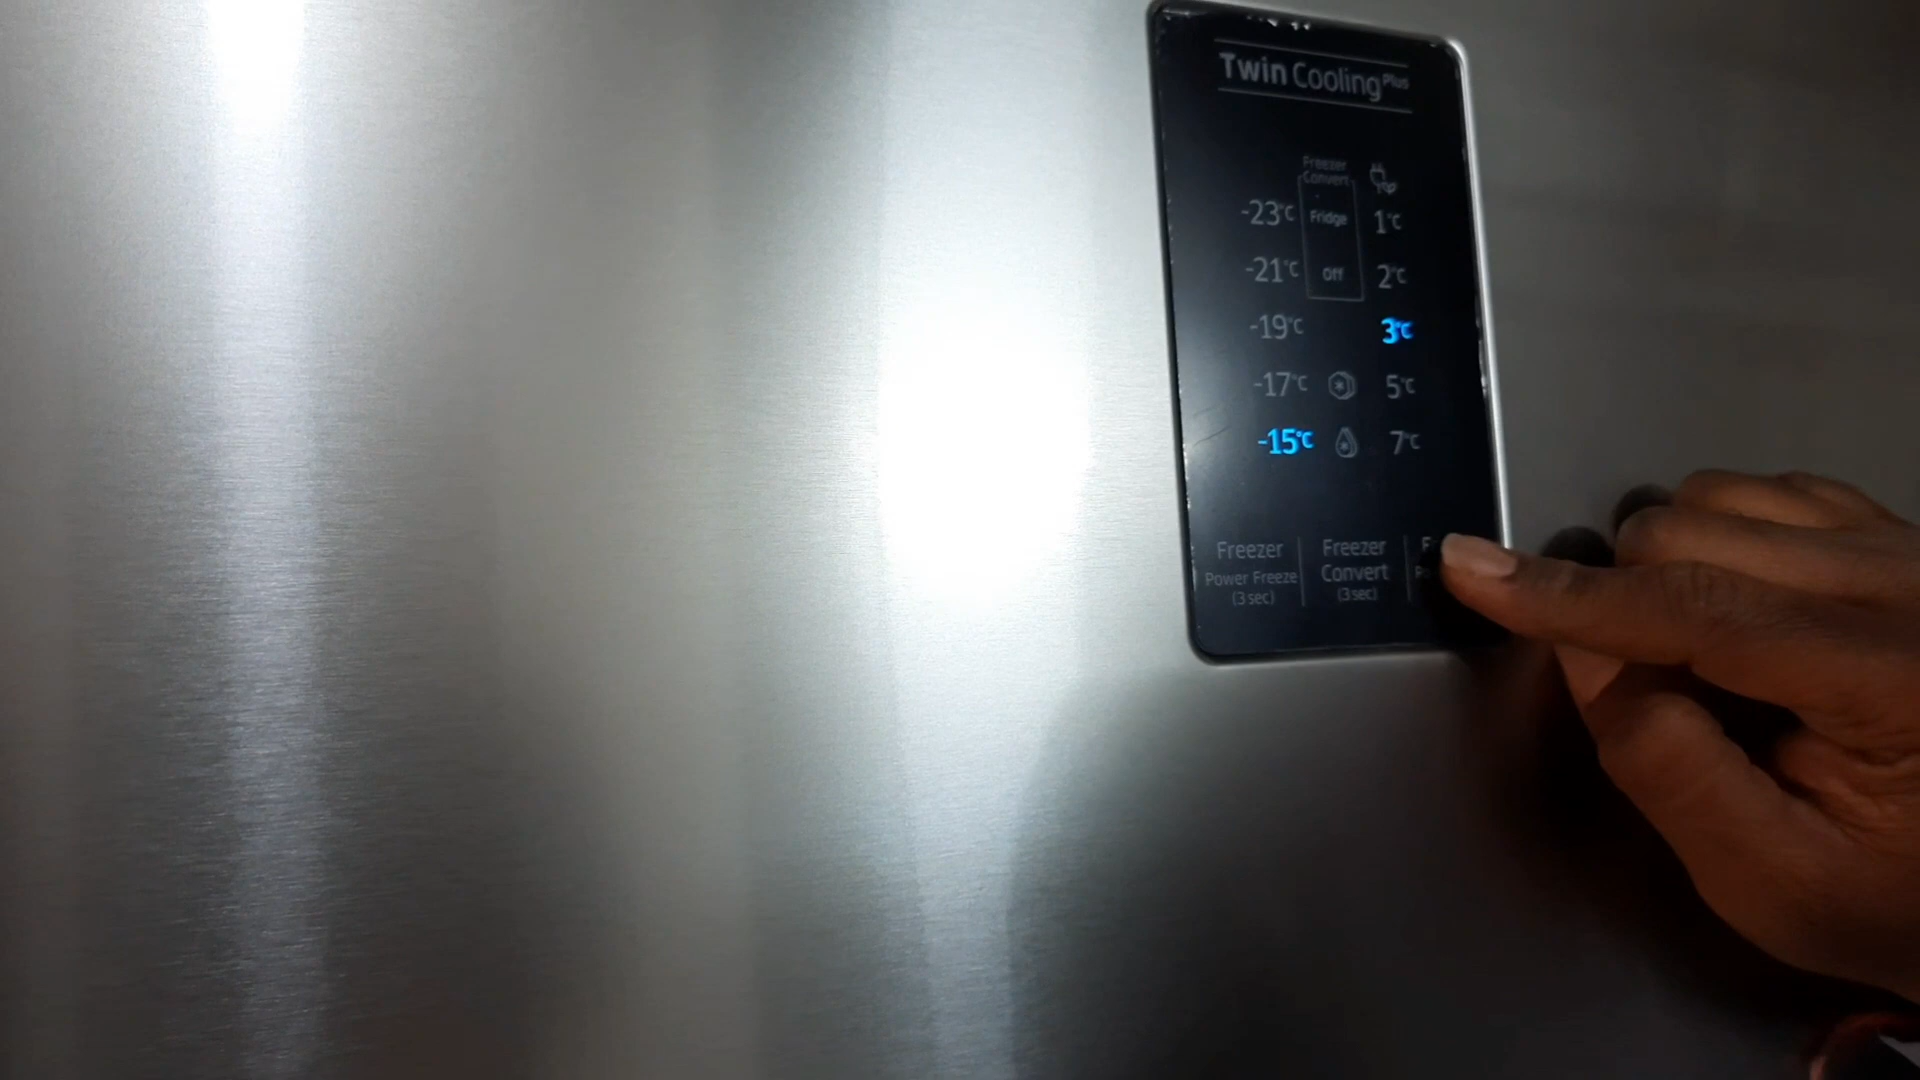 Twin Cooling Plus
Freezer
Convert
-23°C Fridge 1°C
-21°C Off 2°C
-19°C 3°C
-17°C 5°C
-15°C 7°C
Freezer
Power Freeze
(3 sec)
Freezer
Convert
(3 sec)